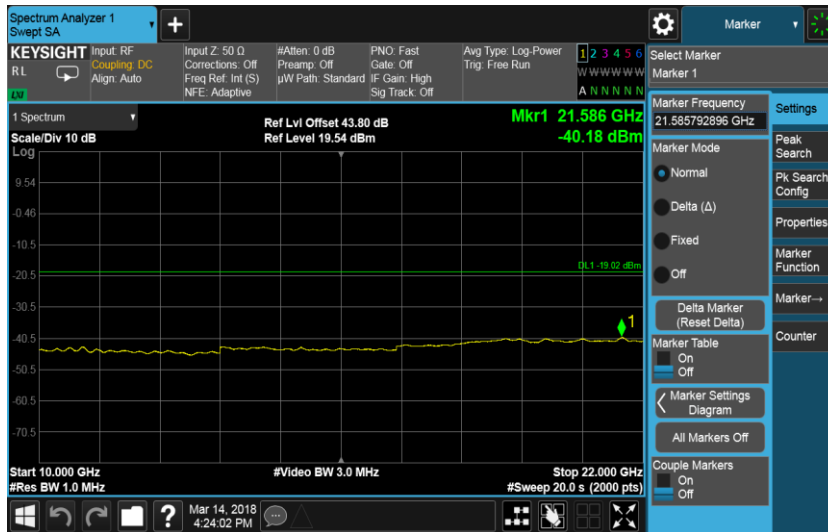 Spectrum Analyzer 1
Swept SA
Marker
KEYSIGHT
R L
LXI
Input: RF
Coupling: DC
Align: Auto
Input Z: 50 Ω
Corrections: Off
Freq Ref: Int (S)
NFE: Adaptive
#Atten: 0 dB
Preamp: Off
µW Path: Standard
PNO: Fast
Gate: Off
IF Gain: High
Sig Track: Off
Avg Type: Log-Power
Trig: Free Run
1 2 3 4 5 6
W W W W W W
A N N N N N
Select Marker
Marker 1
1 Spectrum
Scale/Div 10 dB
Log
Ref Lvl Offset 43.80 dB
Ref Level 19.54 dBm
Mkr1 21.586 GHz
-40.18 dBm
9.54
-0.46
-10.5
-20.5
-30.5
-40.5
-50.5
-60.5
-70.5
DL1 -19.02 dBm
1
Start 10.000 GHz
#Res BW 1.0 MHz
#Video BW 3.0 MHz
Stop 22.000 GHz
#Sweep 20.0 s (2000 pts)
Marker Frequency
21.585792896 GHz
Marker Mode
Normal
Delta (Δ)
Fixed
Off
Delta Marker
(Reset Delta)
Marker Table
On
Off
Marker Settings
Diagram
All Markers Off
Couple Markers
On
Off
Settings
Peak
Search
Pk Search
Config
Properties
Marker
Function
Marker→
Counter
?
Mar 14, 2018
4:24:02 PM